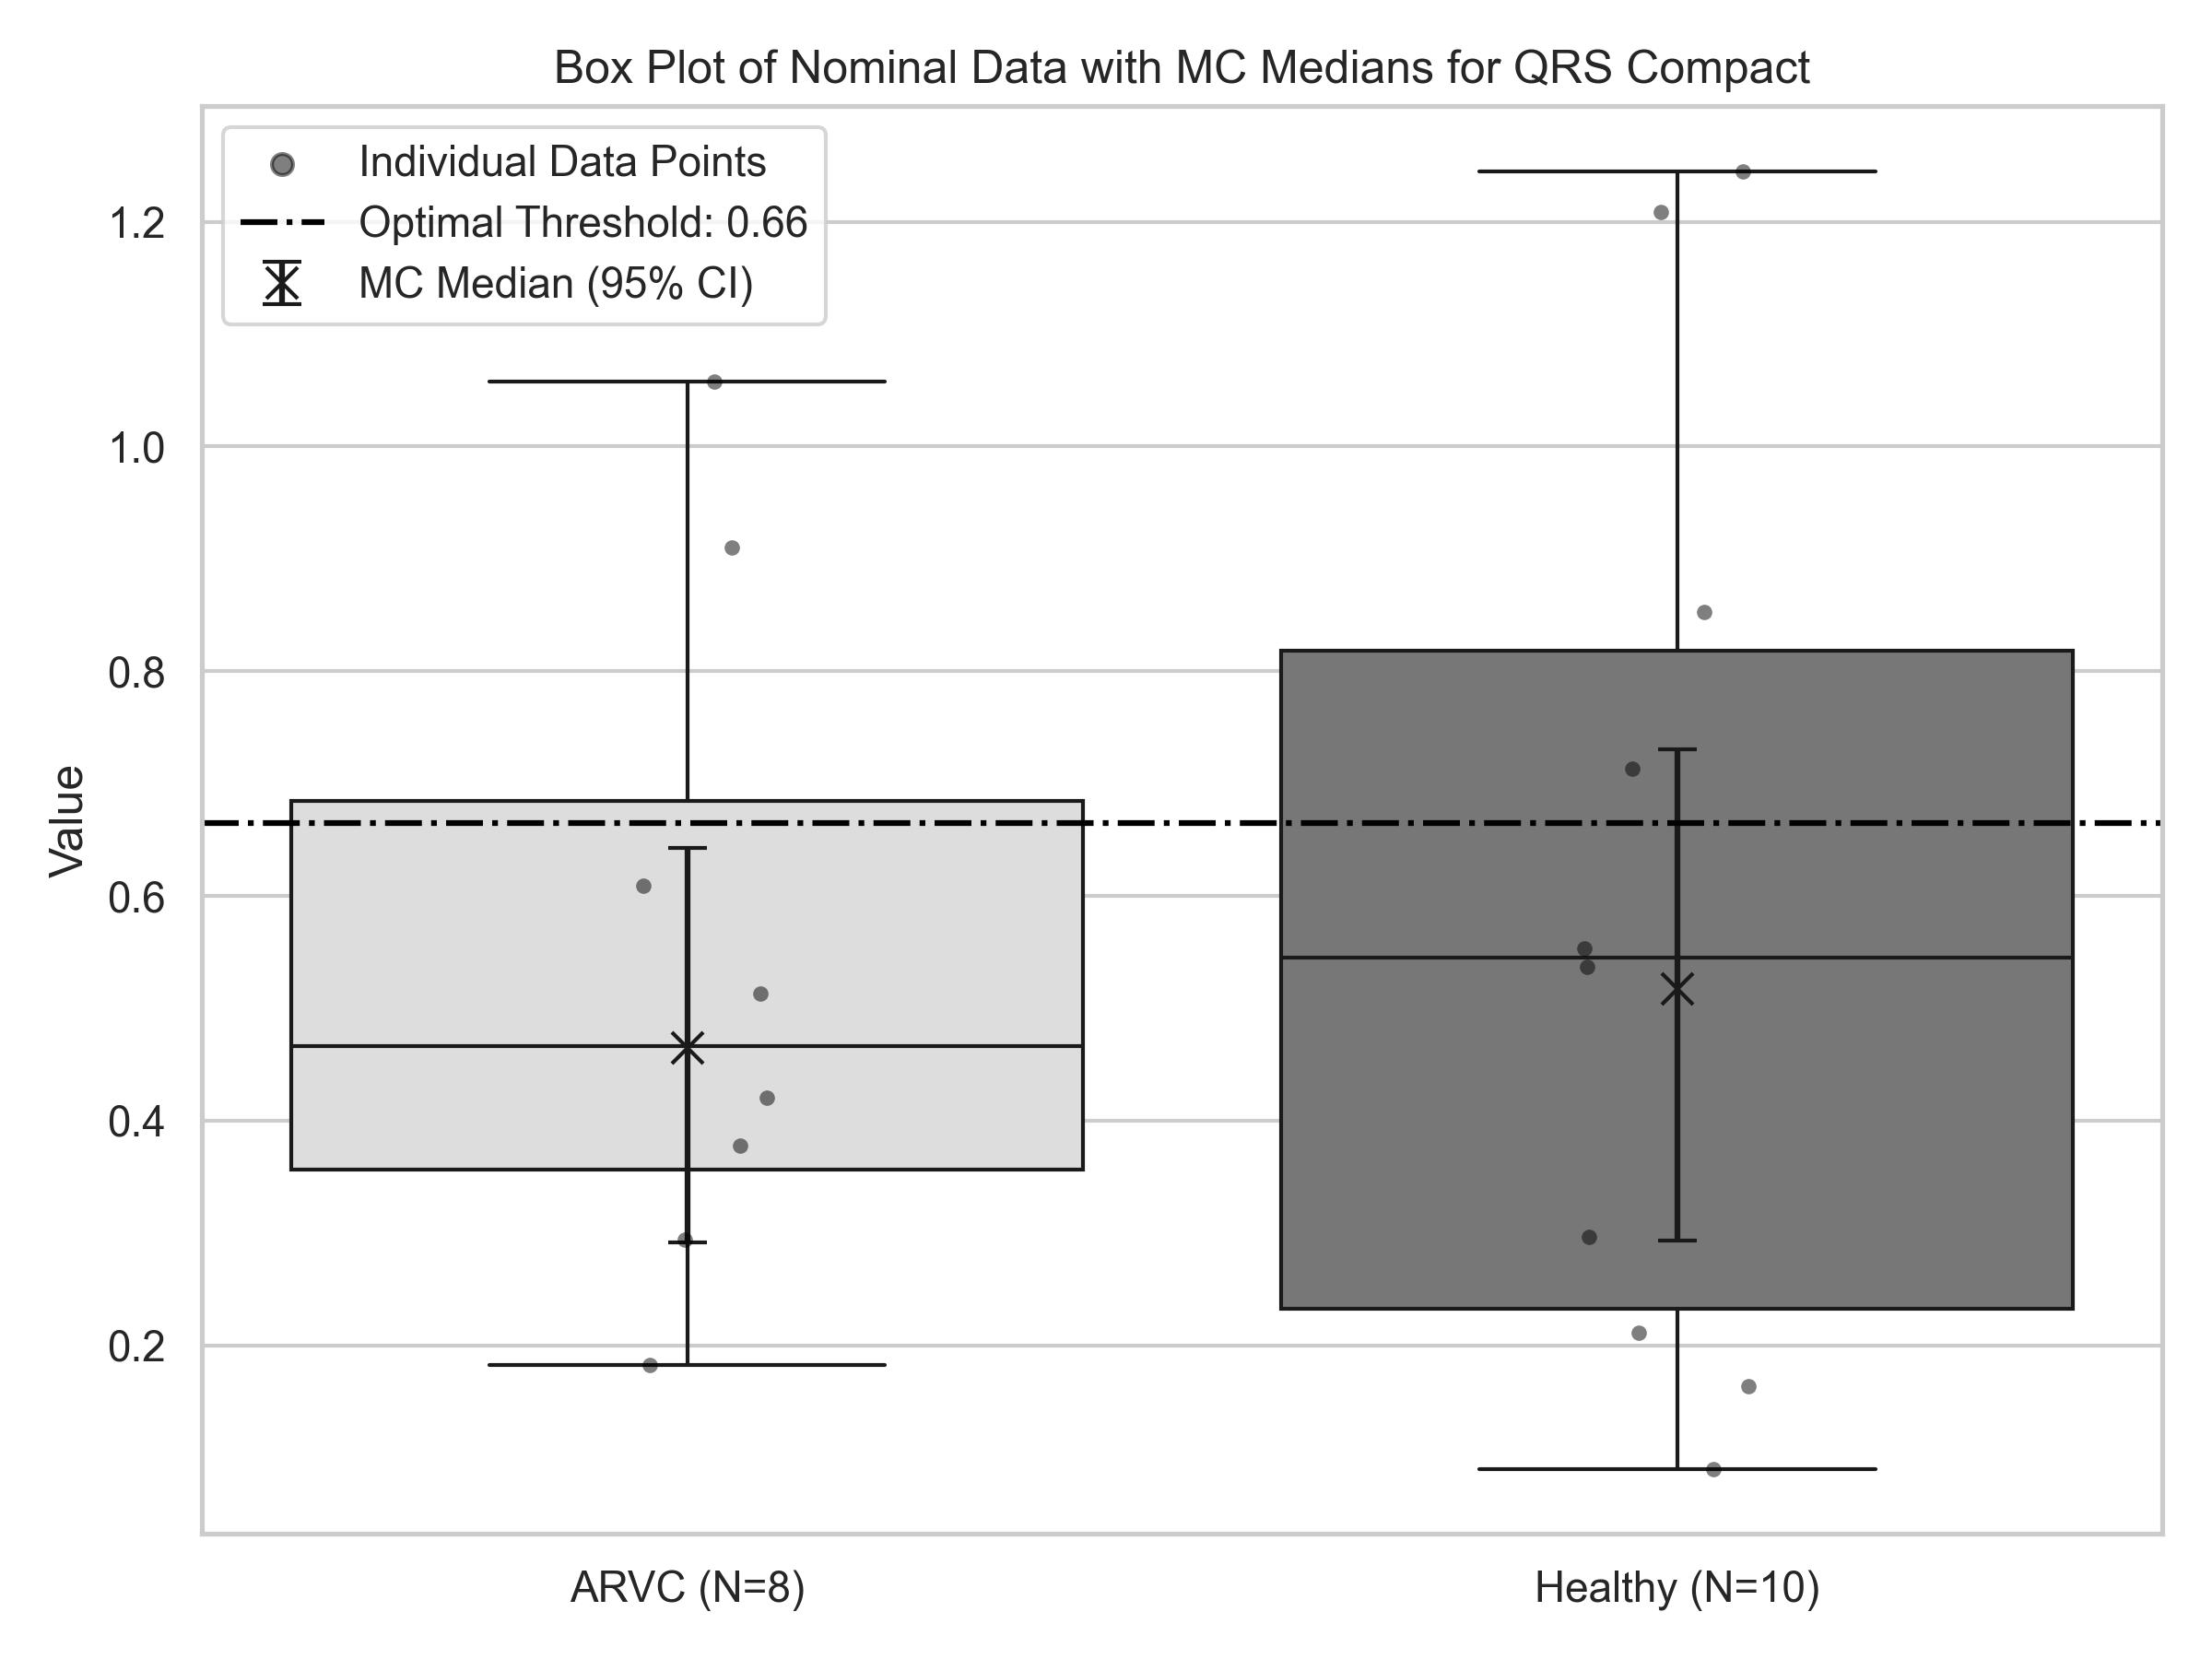 Box Plot of Nominal Data with MC Medians for QRS Compact
Individual Data Points
Optimal Threshold: 0.66
MC Median (95% CI)
1.2
1.0
0.8
0.6
0.4
0.2
Value
ARVC (N=8)
Healthy (N=10)